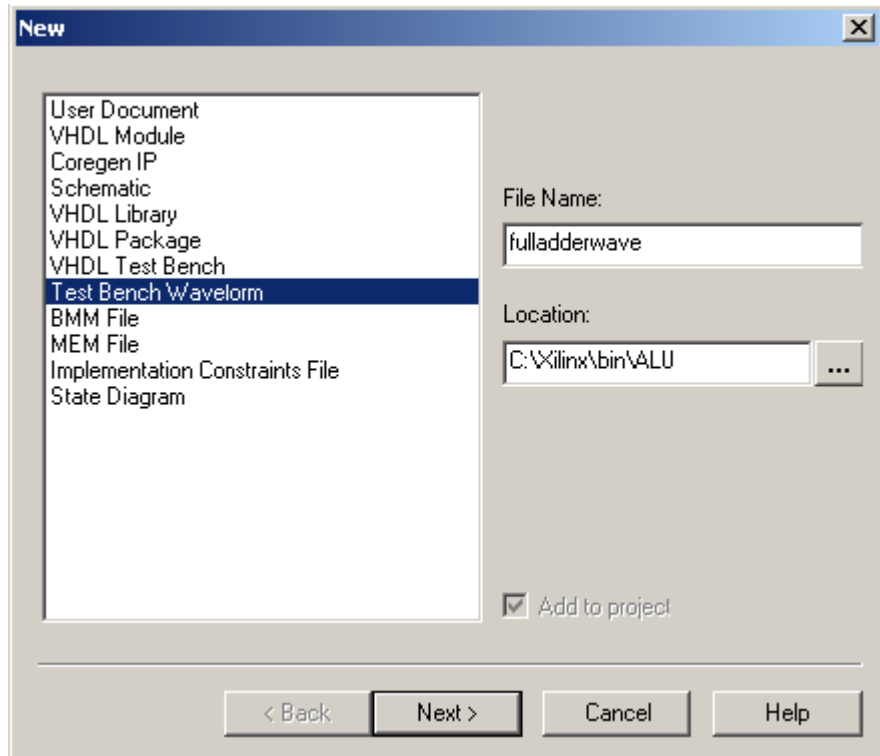 New
User Document
VHDL Module
Coregen IP
Schematic
VHDL Library
VHDL Package
VHDL Test Bench
Test Bench Waveform
BMM File
MEM File
Implementation Constraints File
State Diagram
File Name:
fulladderwave
Location:
C:\Xilinx\bin\ALU
...
Add to project
< Back
Next >
Cancel
Help